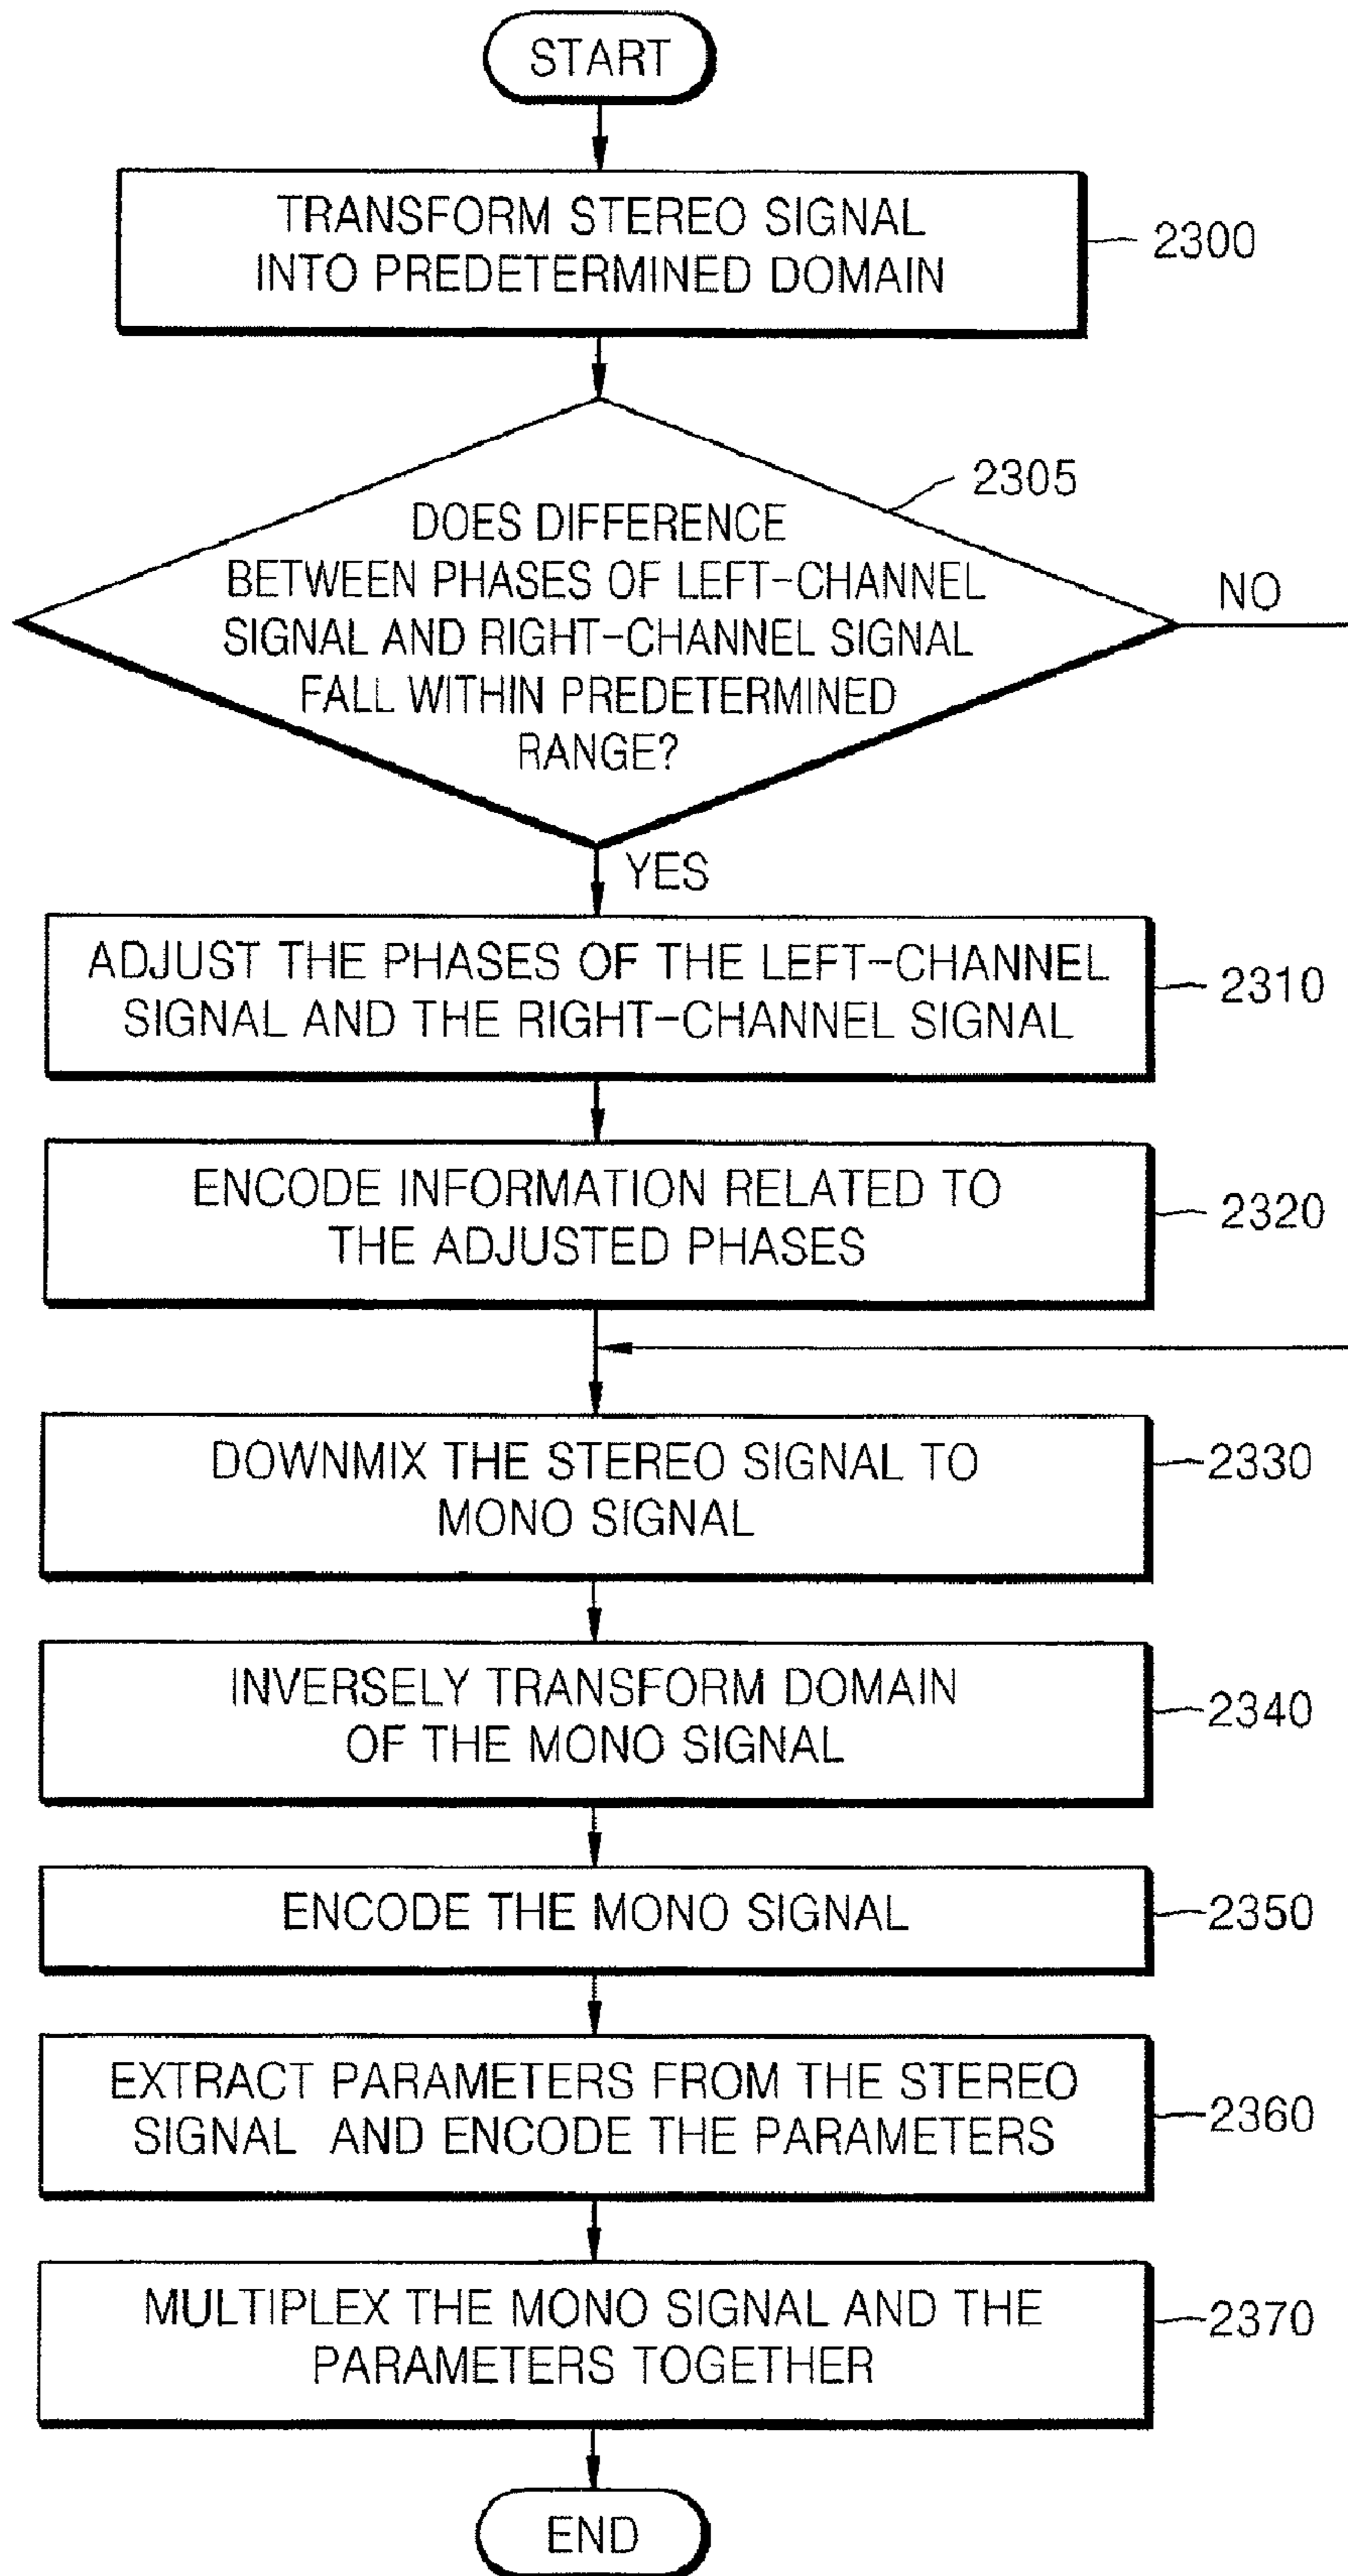 START
TRANSFORM STEREO SIGNAL
INTO PREDETERMINED DOMAIN
2300
2305
DOES DIFFERENCE
BETWEEN PHASES OF LEFT-CHANNEL
SIGNAL AND RIGHT-CHANNEL SIGNAL
FALL WITHIN PREDETERMINED
RANGE?
NO
YES
ADJUST THE PHASES OF THE LEFT-CHANNEL
SIGNAL AND THE RIGHT-CHANNEL SIGNAL
2310
ENCODE INFORMATION RELATED TO
THE ADJUSTED PHASES
2320
DOWNMIX THE STEREO SIGNAL TO
MONO SIGNAL
2330
INVERSELY TRANSFORM DOMAIN
OF THE MONO SIGNAL
2340
ENCODE THE MONO SIGNAL
2350
EXTRACT PARAMETERS FROM THE STEREO
SIGNAL AND ENCODE THE PARAMETERS
2360
MULTIPLEX THE MONO SIGNAL AND THE
PARAMETERS TOGETHER
2370
END